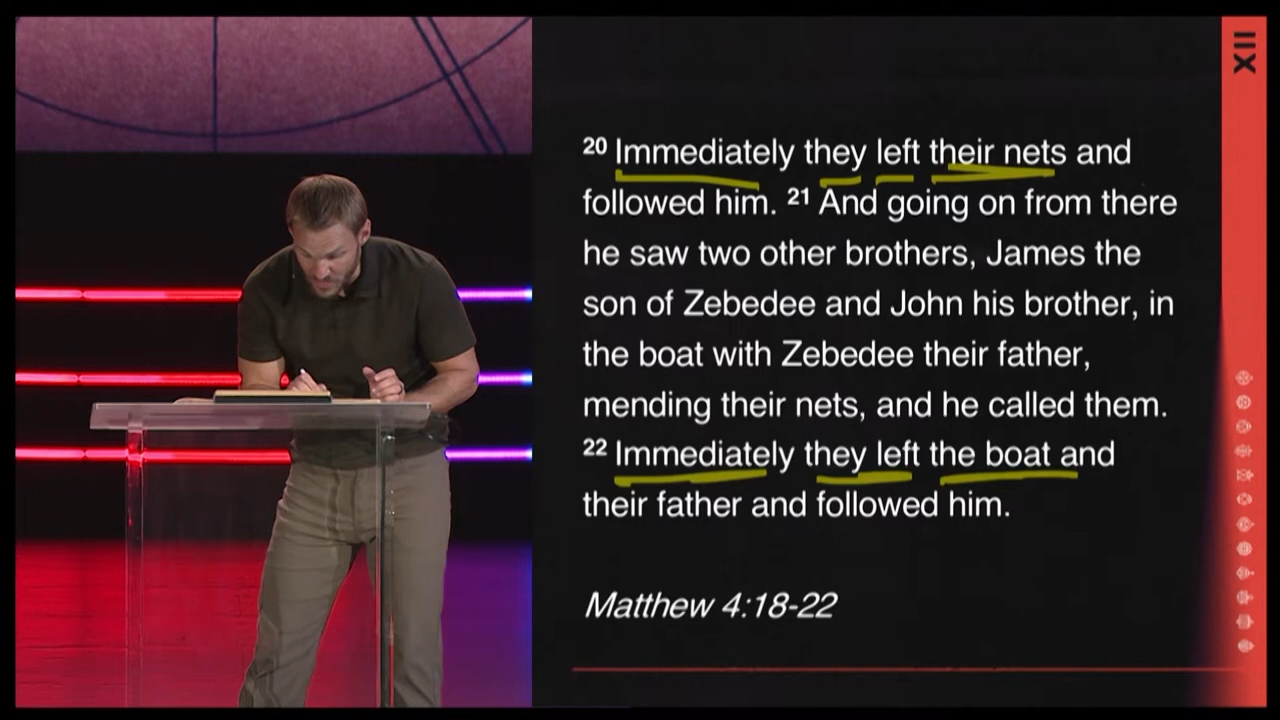 XII
20 Immediately they left their nets and
followed him. 21 And going on from there
he saw two other brothers, James the
son of Zebedee and John his brother, in
the boat with Zebedee their father,
mending their nets, and he called them.
22 Immediately they left the boat and
their father and followed him.
Matthew 4:18-22